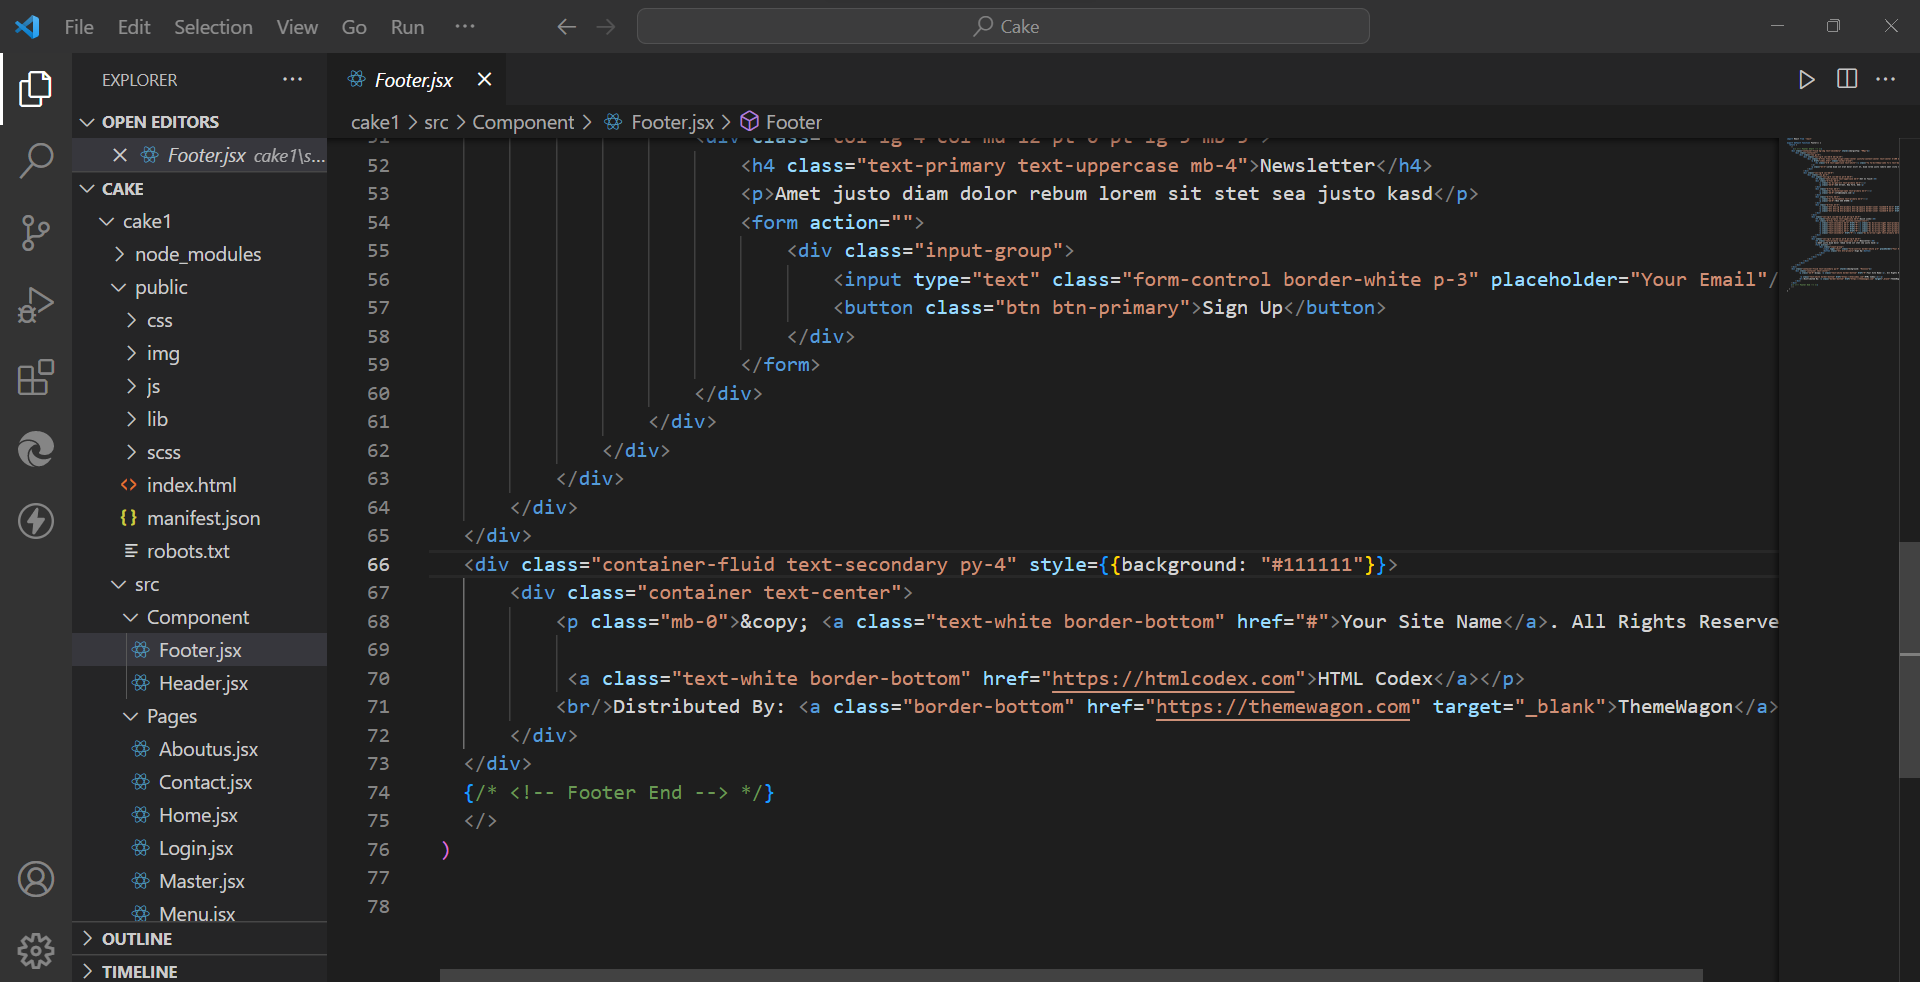 File Edit Selection View Go Run ···
Cake
EXPLORER ···
OPEN EDITORS
Footer.jsx cake1\s...
CAKE
cake1
node_modules
public
css
img
js
lib
scss
index.html
manifest.json
robots.txt
src
Component
Footer.jsx
Header.jsx
Pages
Aboutus.jsx
Contact.jsx
Home.jsx
Login.jsx
Master.jsx
Menu.jsx
OUTLINE
TIMELINE
Footer.jsx
cake1 > src > Component > Footer.jsx > Footer
52 <h4 class="text-primary text-uppercase mb-4">Newsletter</h4>
53 <p>Amet justo diam dolor rebum lorem sit stet sea justo kasd</p>
54 <form action="">
55 <div class="input-group">
56 <input type="text" class="form-control border-white p-3" placeholder="Your Email"/
57 <button class="btn btn-primary">Sign Up</button>
58 </div>
59 </form>
60 </div>
61 </div>
62 </div>
63 </div>
64 </div>
65 </div>
66 <div class="container-fluid text-secondary py-4" style={{background: "#111111"}}>
67 <div class="container text-center">
68 <p class="mb-0">&copy; <a class="text-white border-bottom" href="#">Your Site Name</a>. All Rights Reserve
69
70 <a class="text-white border-bottom" href="https://htmlcodex.com">HTML Codex</a></p>
71 <br/>Distributed By: <a class="border-bottom" href="https://themewagon.com" target="_blank">ThemeWagon</a>
72 </div>
73 </div>
74 {/* <!-- Footer End --> */}
75 </>
76 )
77
78